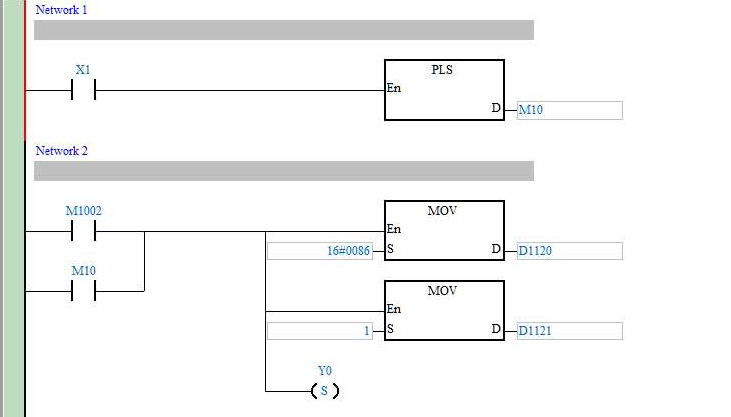 Network 1
X1
PLS
En
D
M10
Network 2
M1002
MOV
En
16#0086
S
D
D1120
M10
MOV
En
1
S
D
D1121
Y0
S